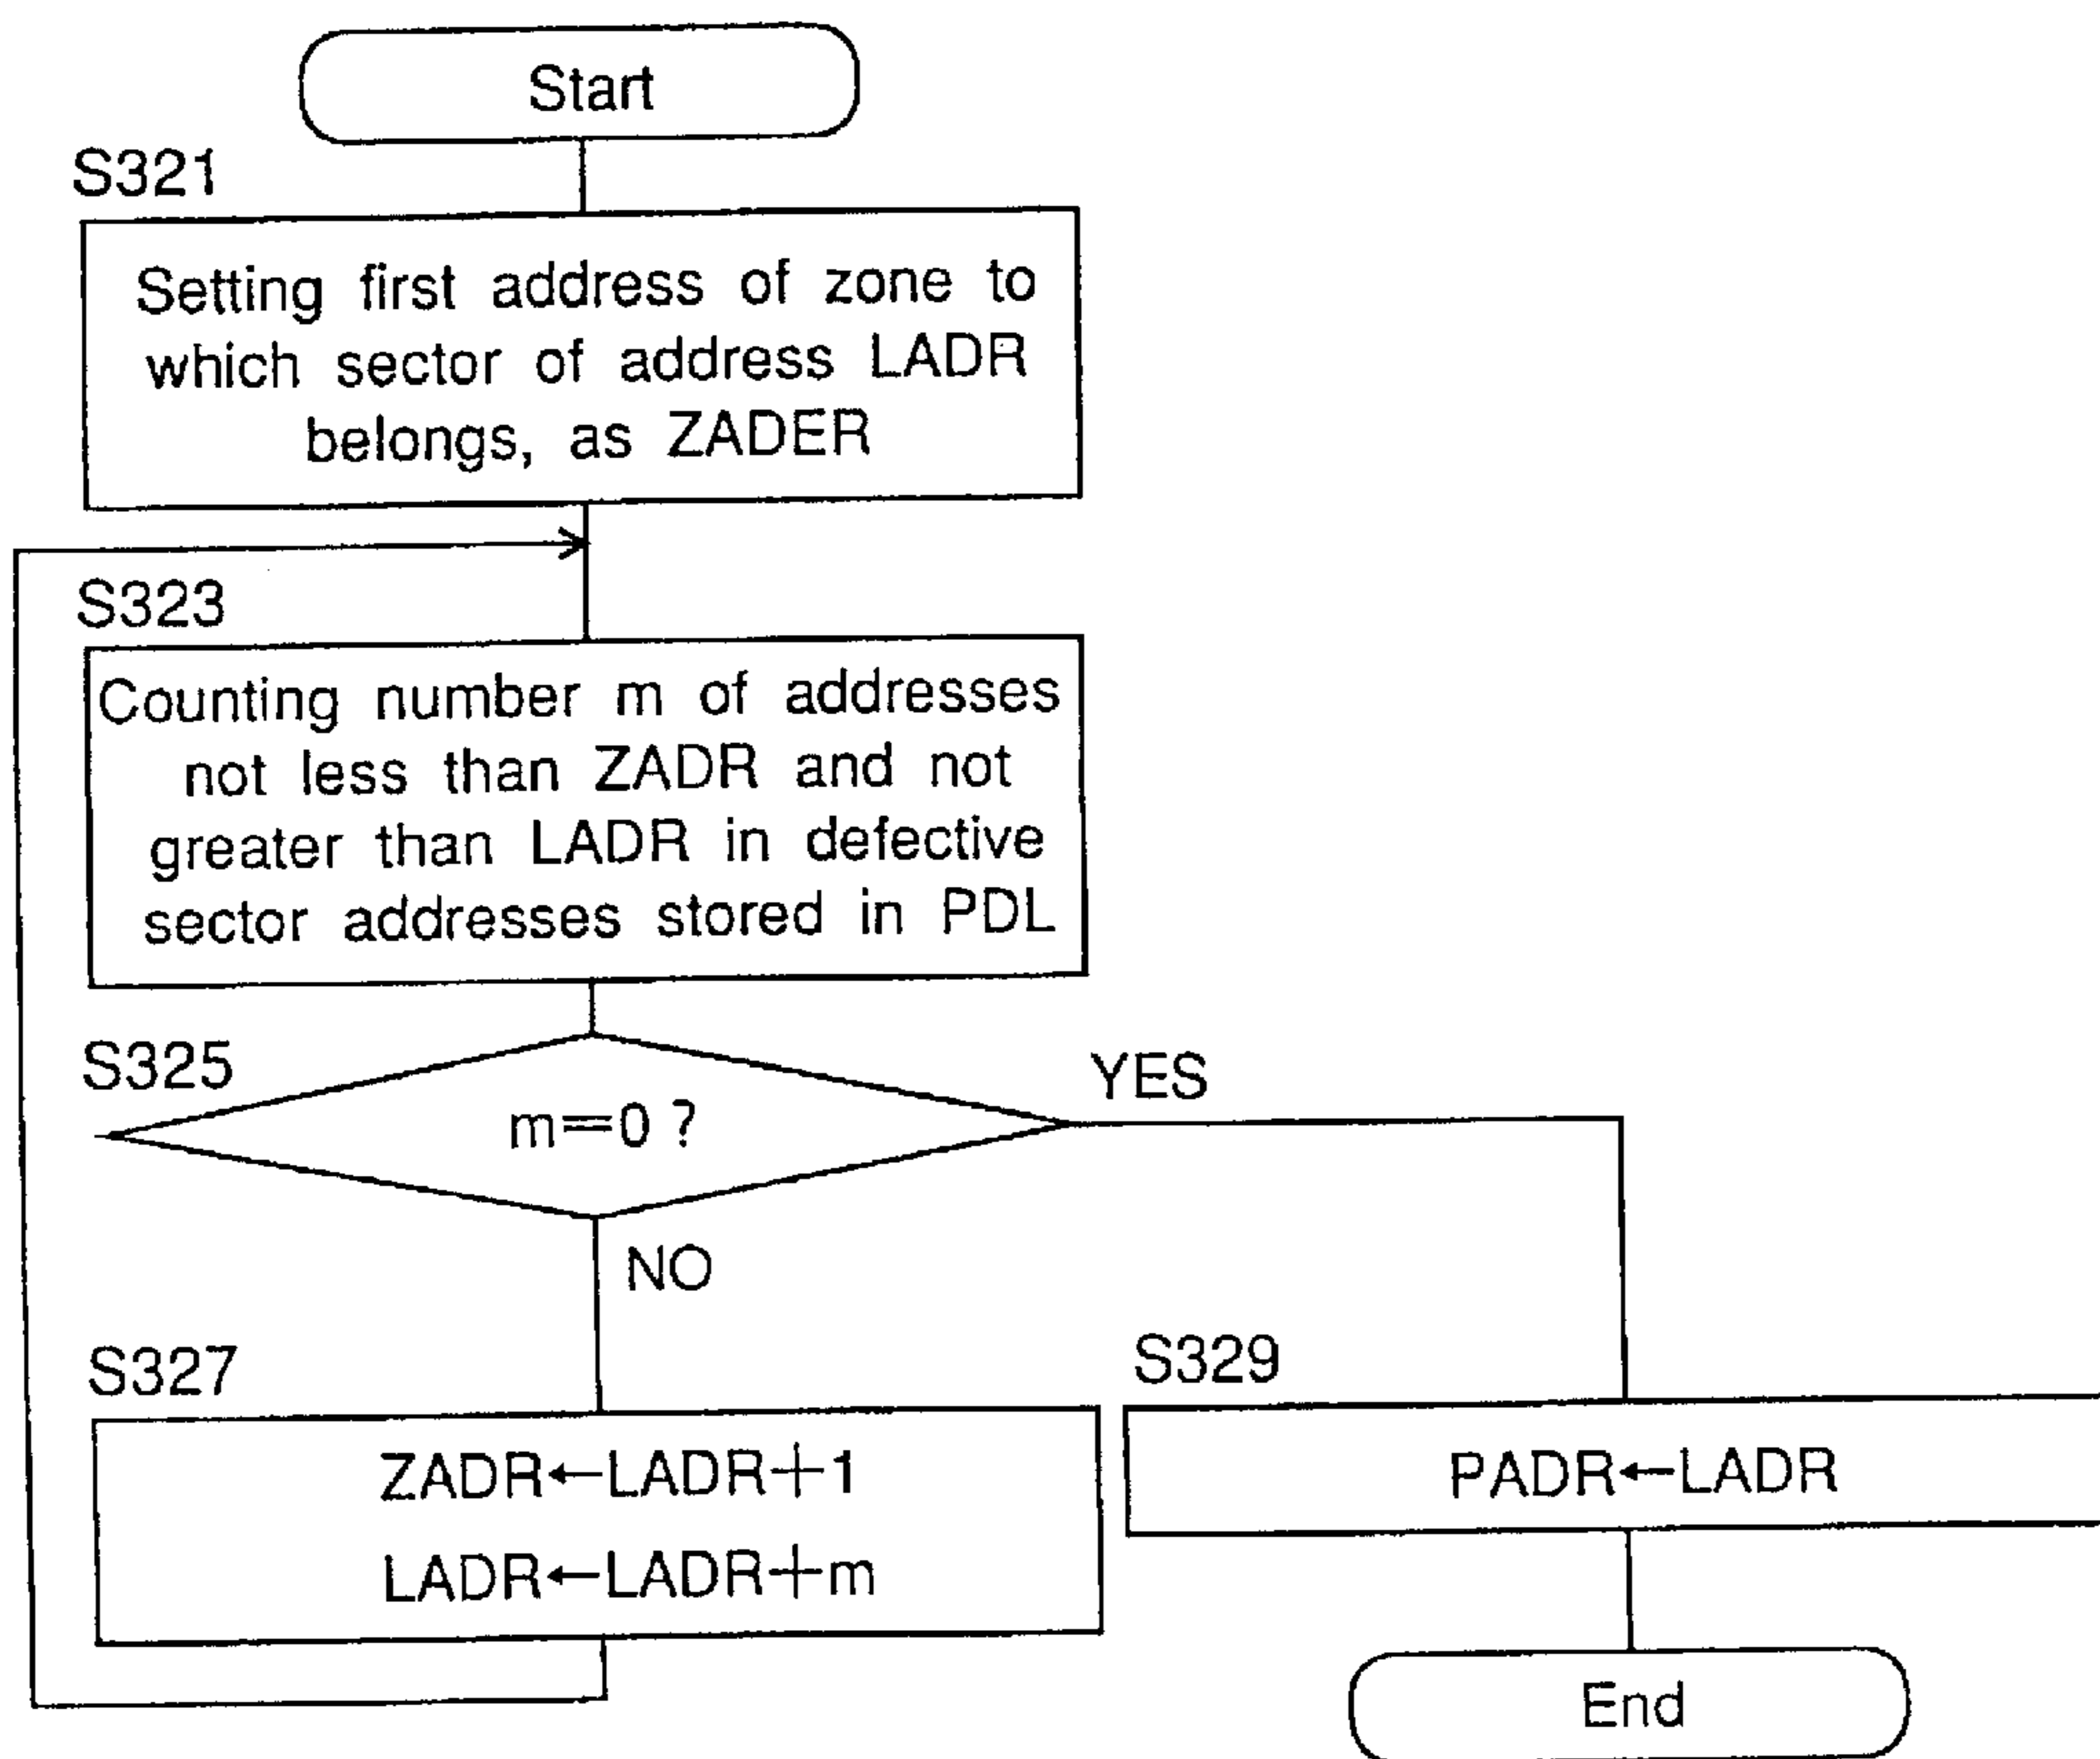 Start
S321
Setting first address of zone to
which sector of address LADR
belongs, as ZADER
S323
Counting number m of addresses
not less than ZADR and not
greater than LADR in defective
sector addresses stored in PDL
S325
m=0 ?
YES
NO
S327
ZADR←LADR+1
LADR←LADR+m
S329
PADR←LADR
End